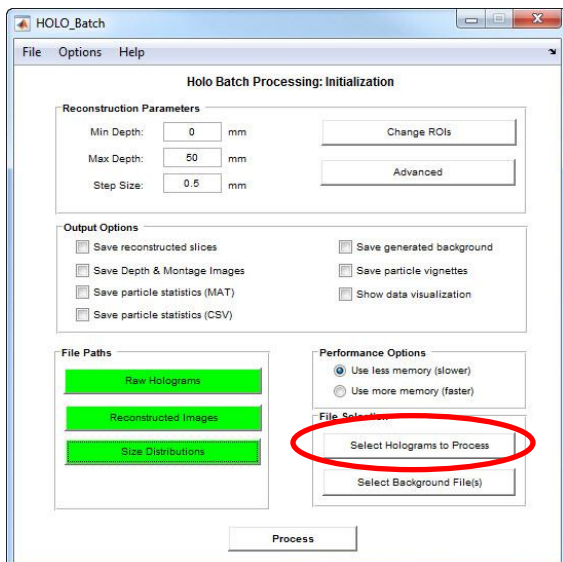 HOLO_Batch
File Options Help
Holo Batch Processing: Initialization
Reconstruction Parameters
Min Depth: 0 mm
Change ROIs
Max Depth: 50 mm
Advanced
Step Size: 0.5 mm
Output Options
Save reconstructed slices
Save generated background
Save Depth & Montage Images
Save particle vignettes
Save particle statistics (MAT)
Show data visualization
Save particle statistics (CSV)
File Paths
Raw Holograms
Reconstructed Images
Size Distributions
Performance Options
Use less memory (slower)
Use more memory (faster)
File Selection
Select Holograms to Process
Select Background File(s)
Process